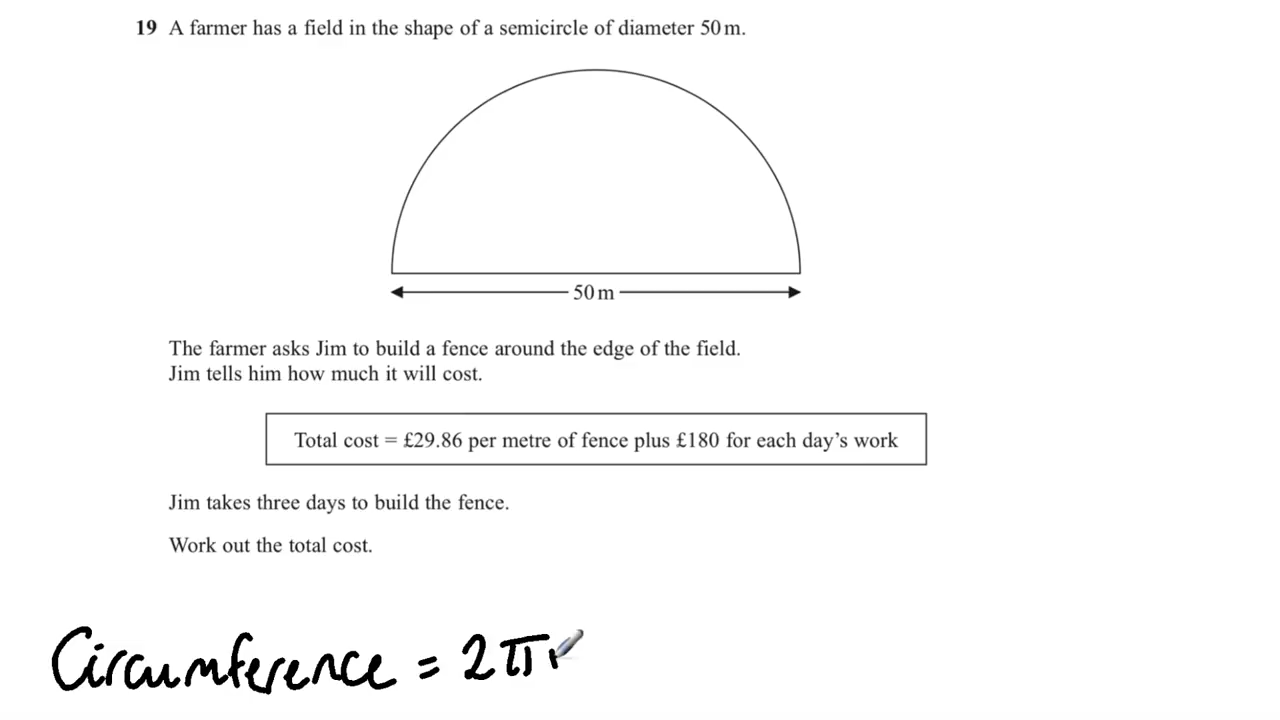 19 A farmer has a field in the shape of a semicircle of diameter 50 m.
50 m
The farmer asks Jim to build a fence around the edge of the field.
Jim tells him how much it will cost.
Total cost = £29.86 per metre of fence plus £180 for each day’s work
Jim takes three days to build the fence.
Work out the total cost.
Circumference = 2πr